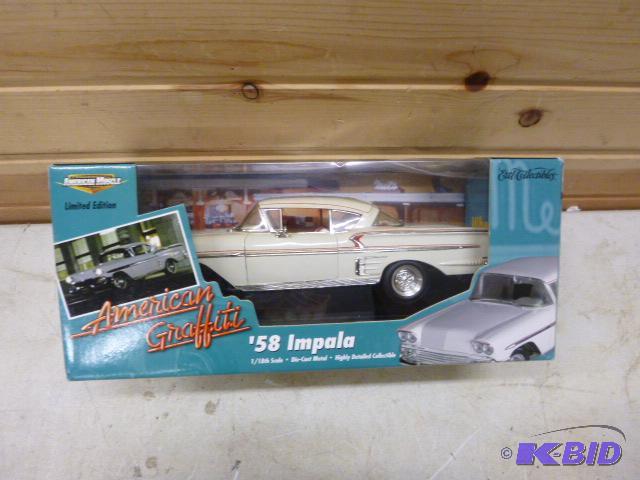 AMERICAN MUSCLE
Limited Edition
Ertl Collectibles
Me
American
Graffiti
'58 Impala
1/18th Scale • Die-Cast Metal • Highly Detailed Collectible
© K-BID